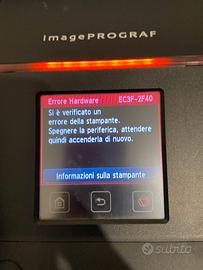 imagePROGRAF
Errore Hardware EC3F-2F40
Si è verificato un
errore della stampante.
Spegnere la periferica, attendere
quindi accenderla di nuovo.
Informazioni sulla stampante
subito